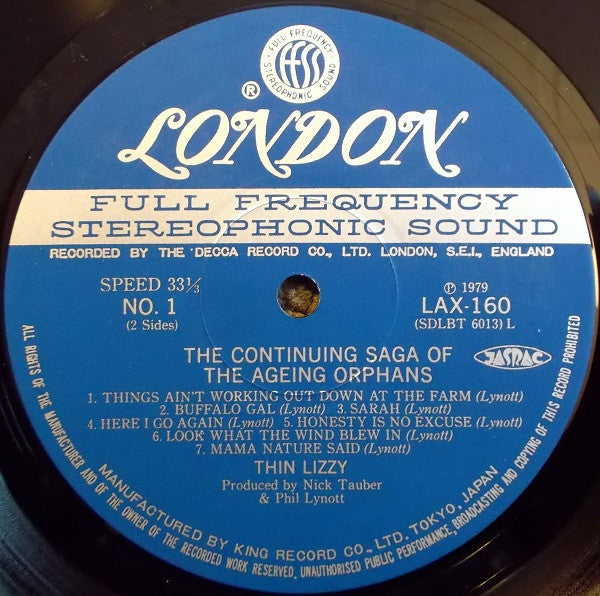 FULL FREQUENCY STEREOPHONIC SOUND
FFSS
®
LONDON
FULL FREQUENCY
STEREOPHONIC SOUND
RECORDED BY THE DECCA RECORD CO., LTD. LONDON, S.E.I., ENGLAND
SPEED 33⅓
NO. 1
(2 Sides)
℗ 1979
LAX-160
(SDLBT 6013) L
THE CONTINUING SAGA OF
THE AGEING ORPHANS
JASRAC
1. THINGS AIN'T WORKING OUT DOWN AT THE FARM (Lynott)
2. BUFFALO GAL (Lynott) 3. SARAH (Lynott)
4. HERE I GO AGAIN (Lynott) 5. HONESTY IS NO EXCUSE (Lynott)
6. LOOK WHAT THE WIND BLEW IN (Lynott)
7. MAMA NATURE SAID (Lynott)
THIN LIZZY
Produced by Nick Tauber
& Phil Lynott
MANUFACTURED BY KING RECORD CO., LTD. TOKYO, JAPAN
ALL RIGHTS OF THE MANUFACTURER AND OF THE OWNER OF THE RECORDED WORK RESERVED. UNAUTHORISED PUBLIC PERFORMANCE, BROADCASTING AND COPYING OF THIS RECORD PROHIBITED